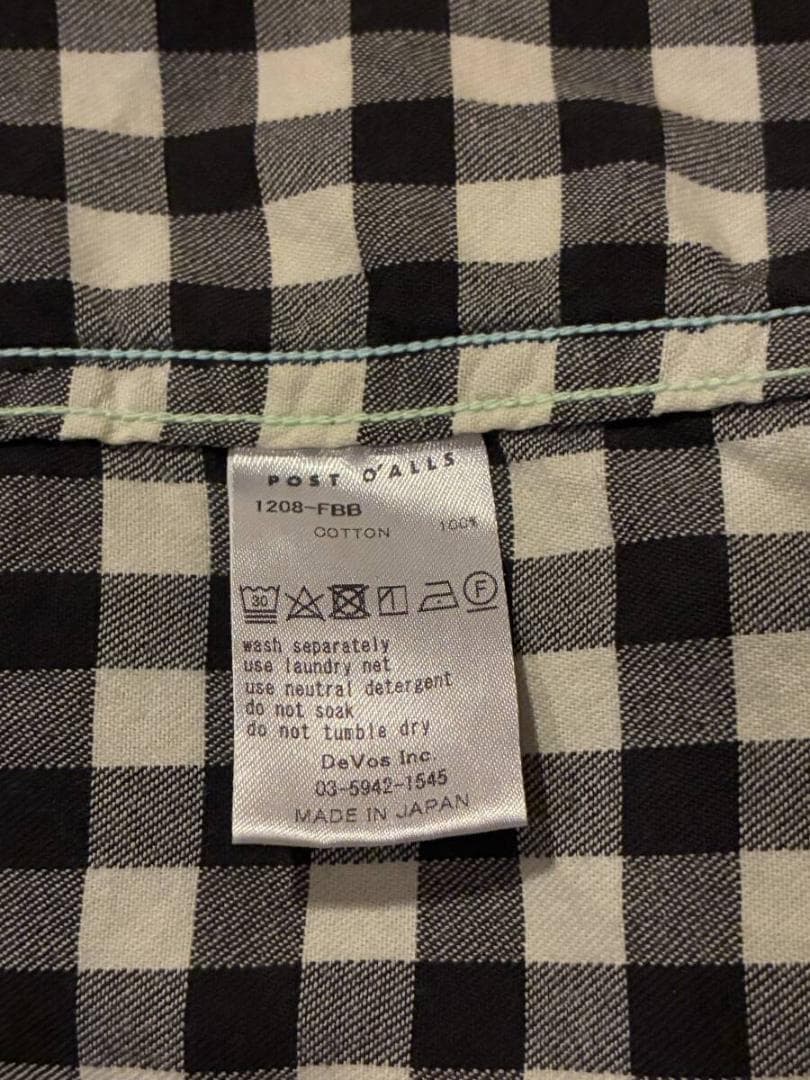 POST O'ALLS
1208-FBB
COTTON 100%
30 F
wash separately
use laundry net
use neutral detergent
do not soak
do not tumble dry
DeVos Inc.
03-5942-1545
MADE IN JAPAN